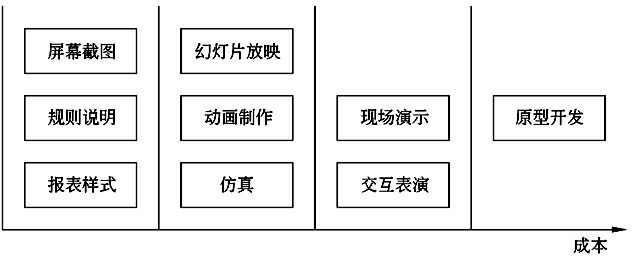 屏幕截图
幻灯片放映
规则说明
动画制作
现场演示
原型开发
报表样式
仿真
交互表演
成本